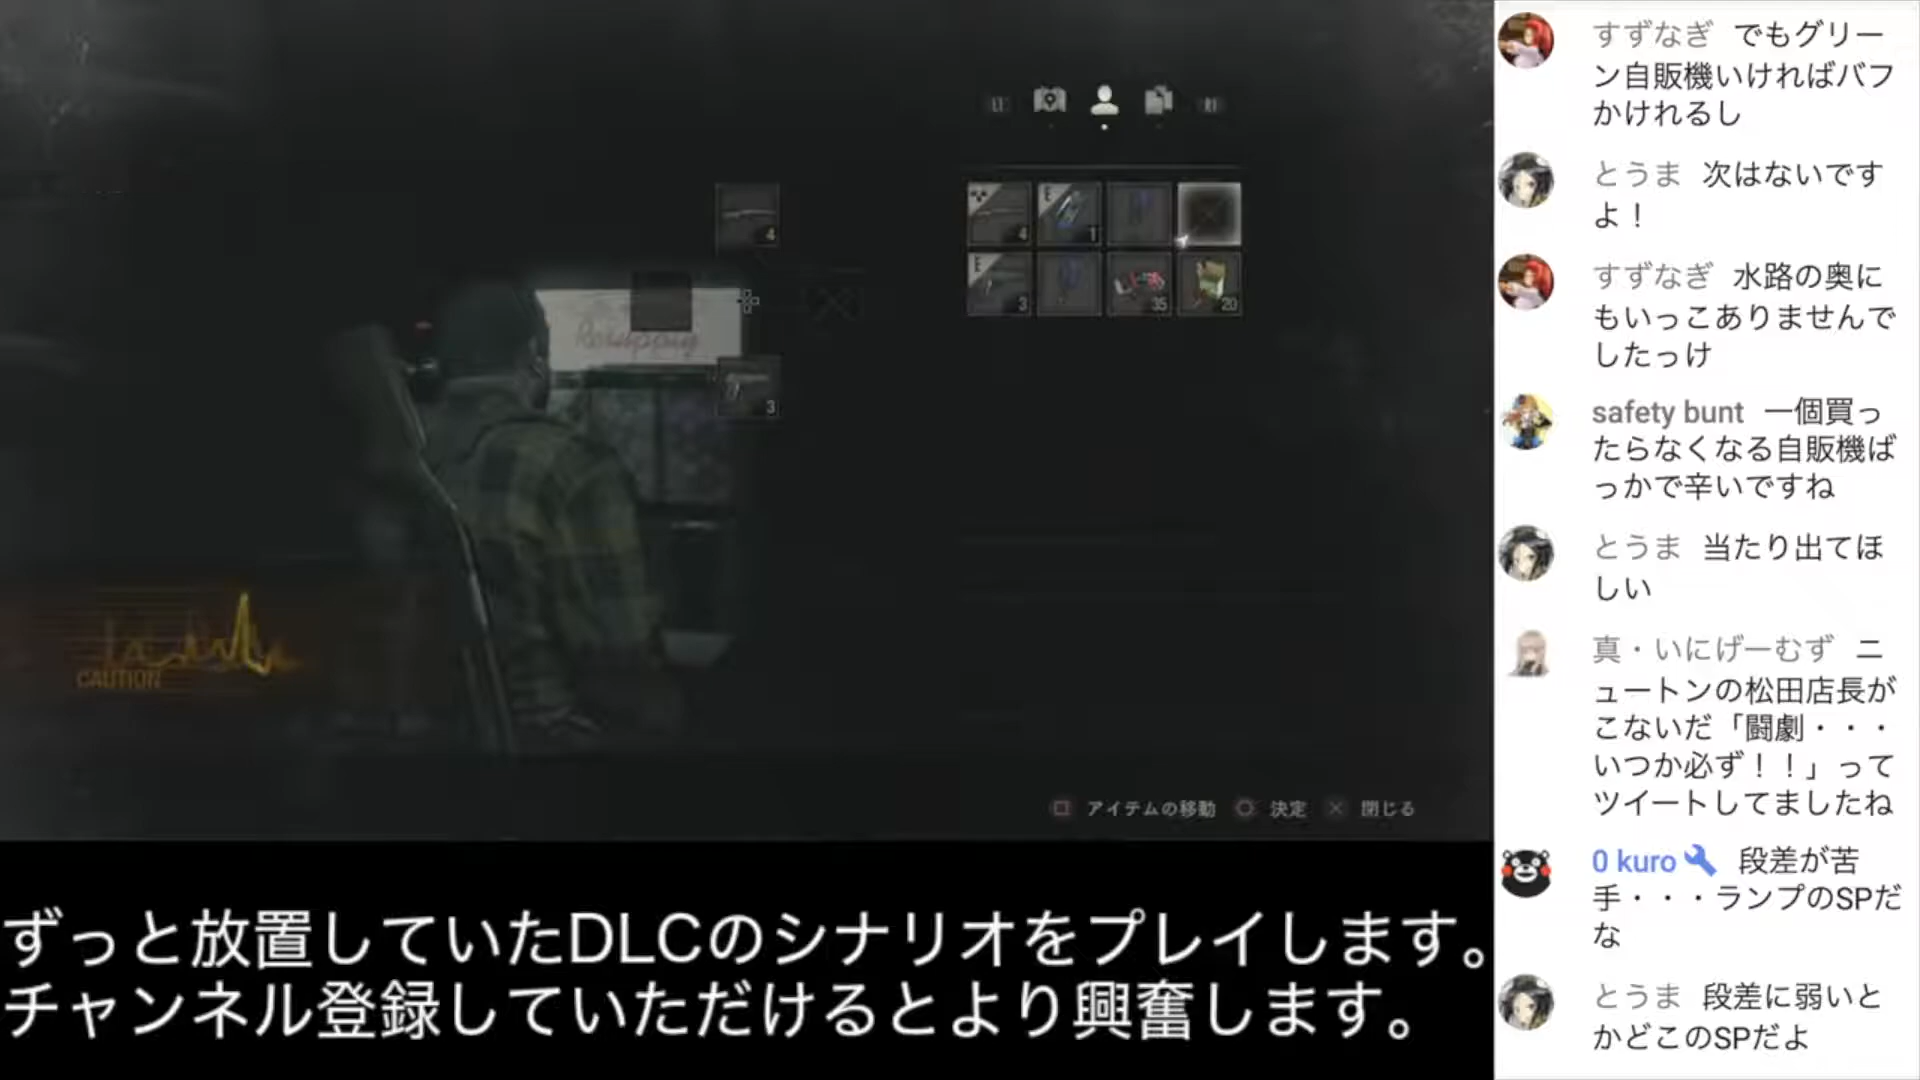 L1
R1
4
1
3
35
20
4
3
CAUTION
アイテムの移動 決定 閉じる
ずっと放置していたDLCのシナリオをプレイします。
チャンネル登録していただけるとより興奮します。
すずなぎ でもグリー
ン自販機いければバフ
かけれるし
とうま 次はないです
よ！
すずなぎ 水路の奥に
もいっこありませんで
したっけ
safety bunt 一個買っ
たらなくなる自販機ば
っかで辛いですね
とうま 当たり出てほ
しい
真・いにげーむず ニ
ュートンの松田店長が
こないだ「闘劇・・・
いつか必ず！！」って
ツイートしてましたね
0 kuro 段差が苦
手・・・ランプのSPだ
な
とうま 段差に弱いと
かどこのSPだよ